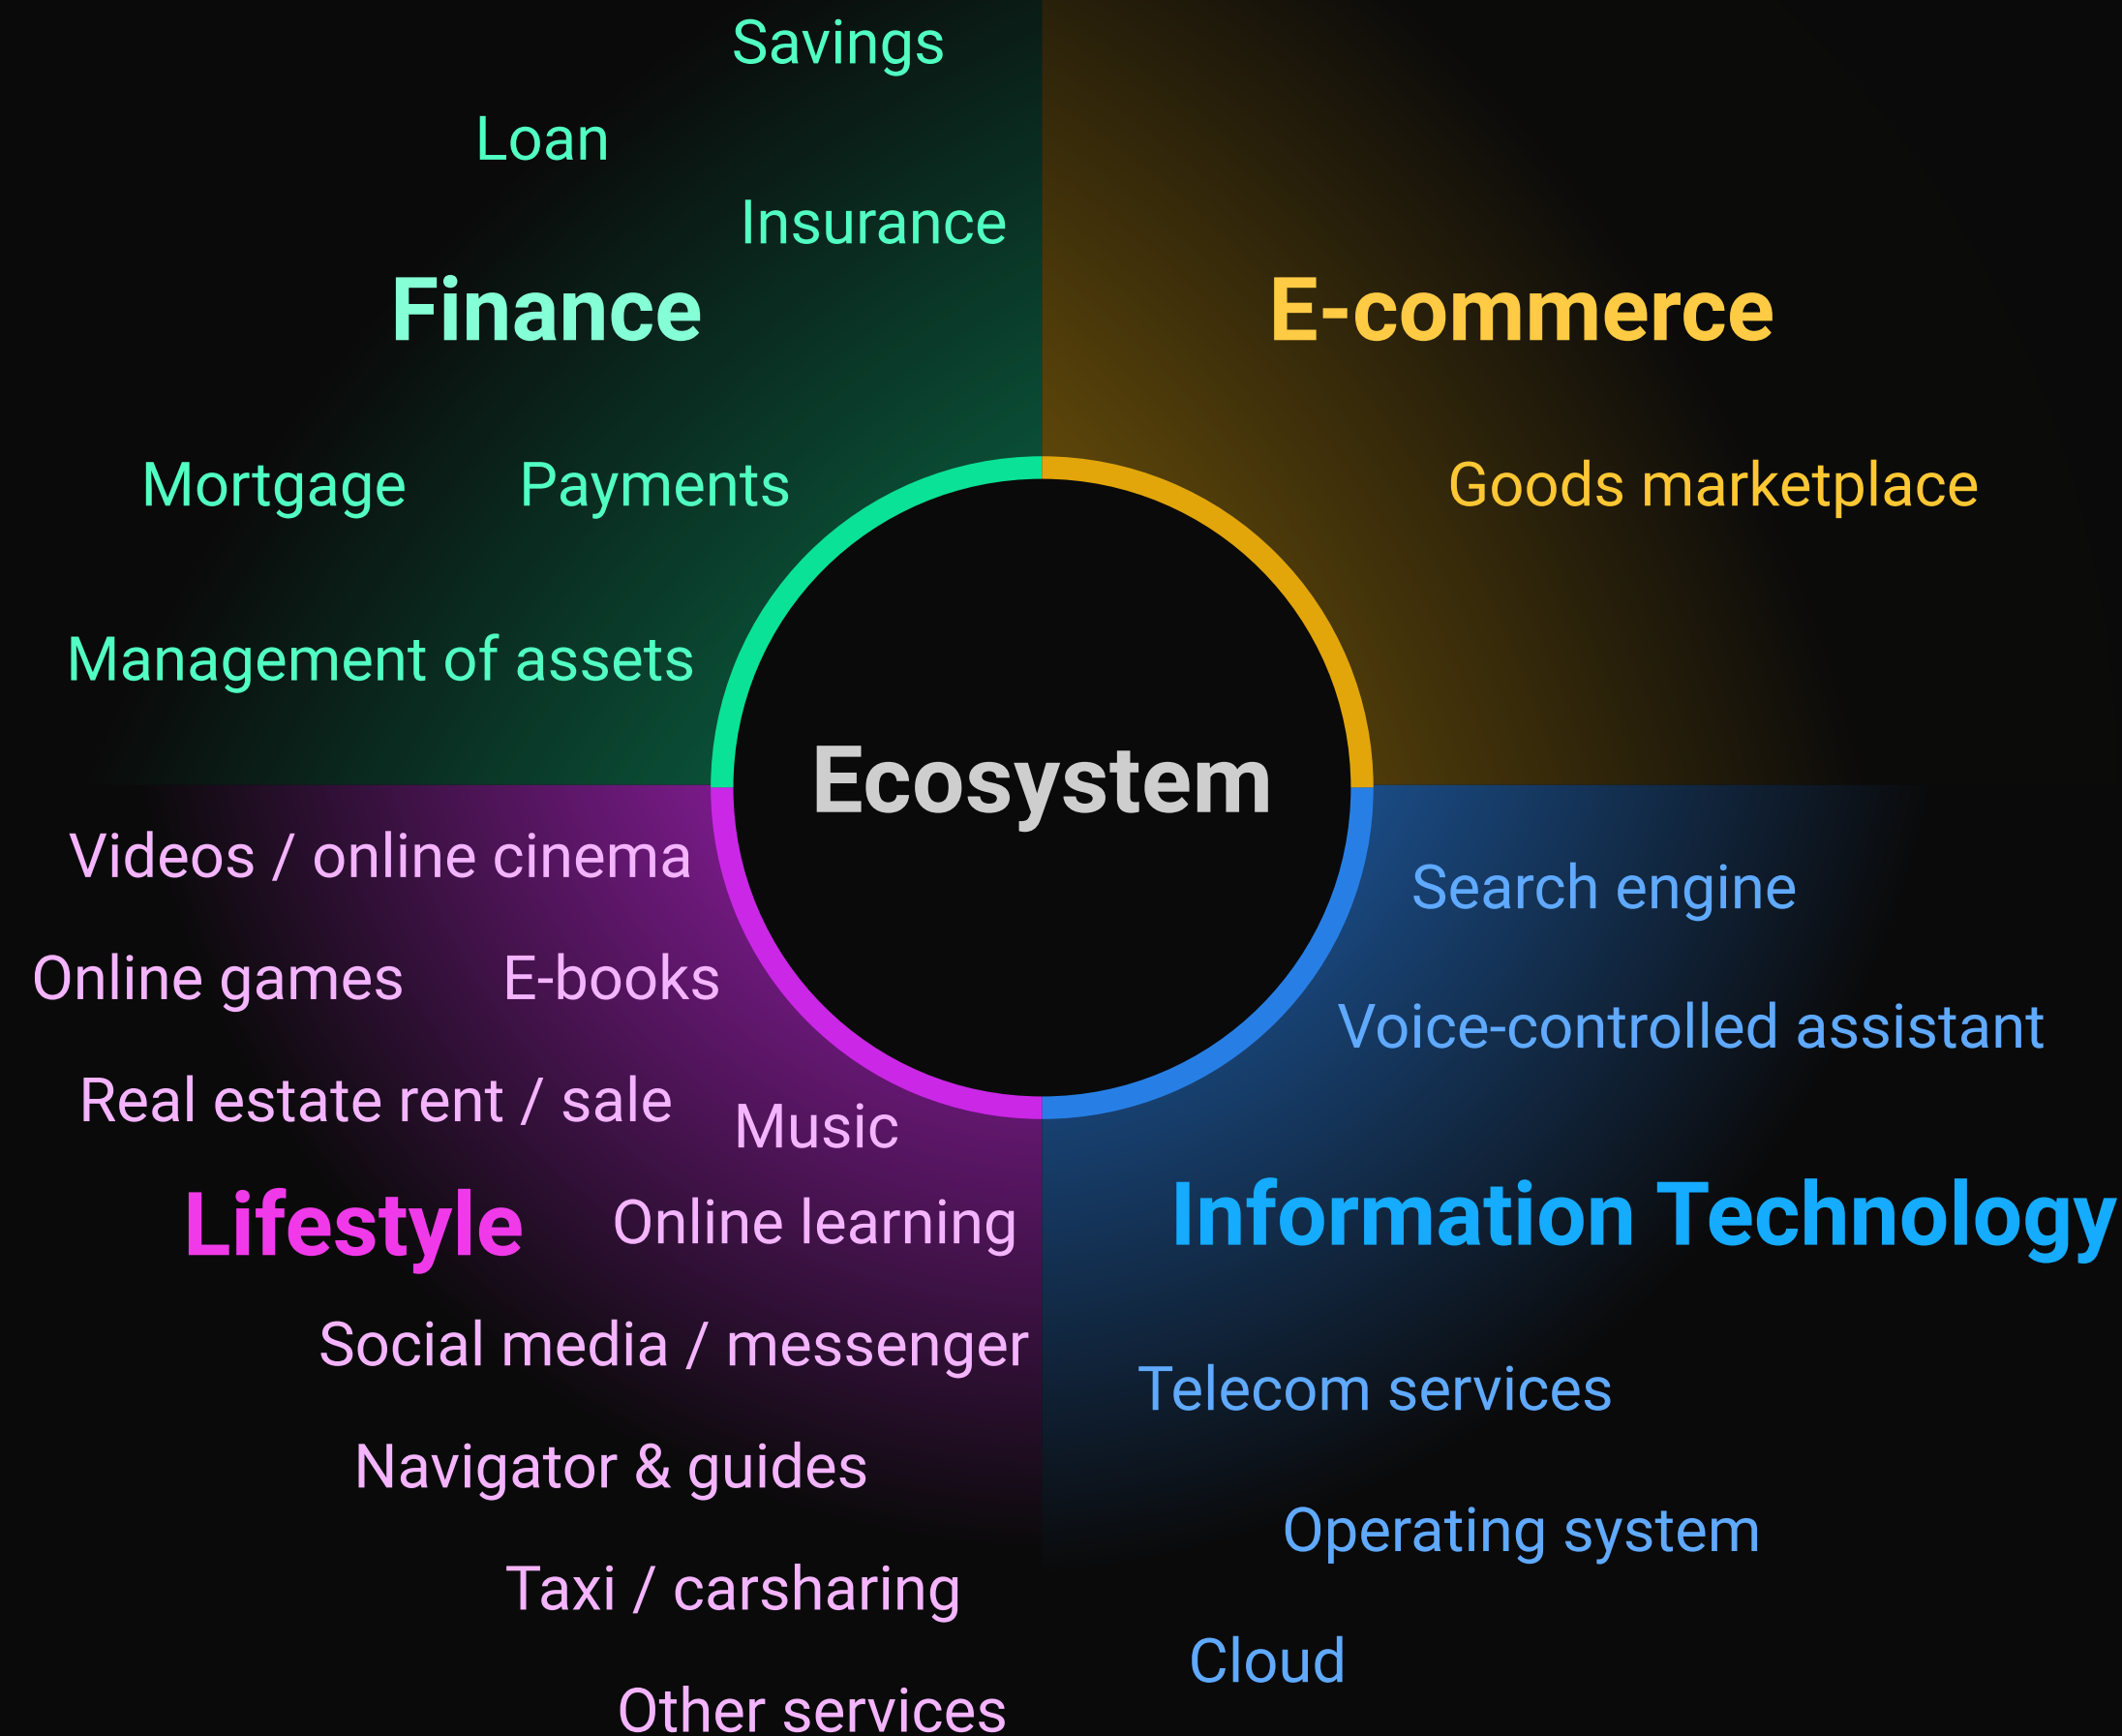 Savings
Loan
Insurance
Finance
Mortgage
Payments
Management of assets
E-commerce
Goods marketplace
Ecosystem
Videos / online cinema
Online games
E-books
Real estate rent / sale
Music
Lifestyle
Online learning
Social media / messenger
Navigator & guides
Taxi / carsharing
Other services
Search engine
Voice-controlled assistant
Information Technology
Telecom services
Operating system
Cloud